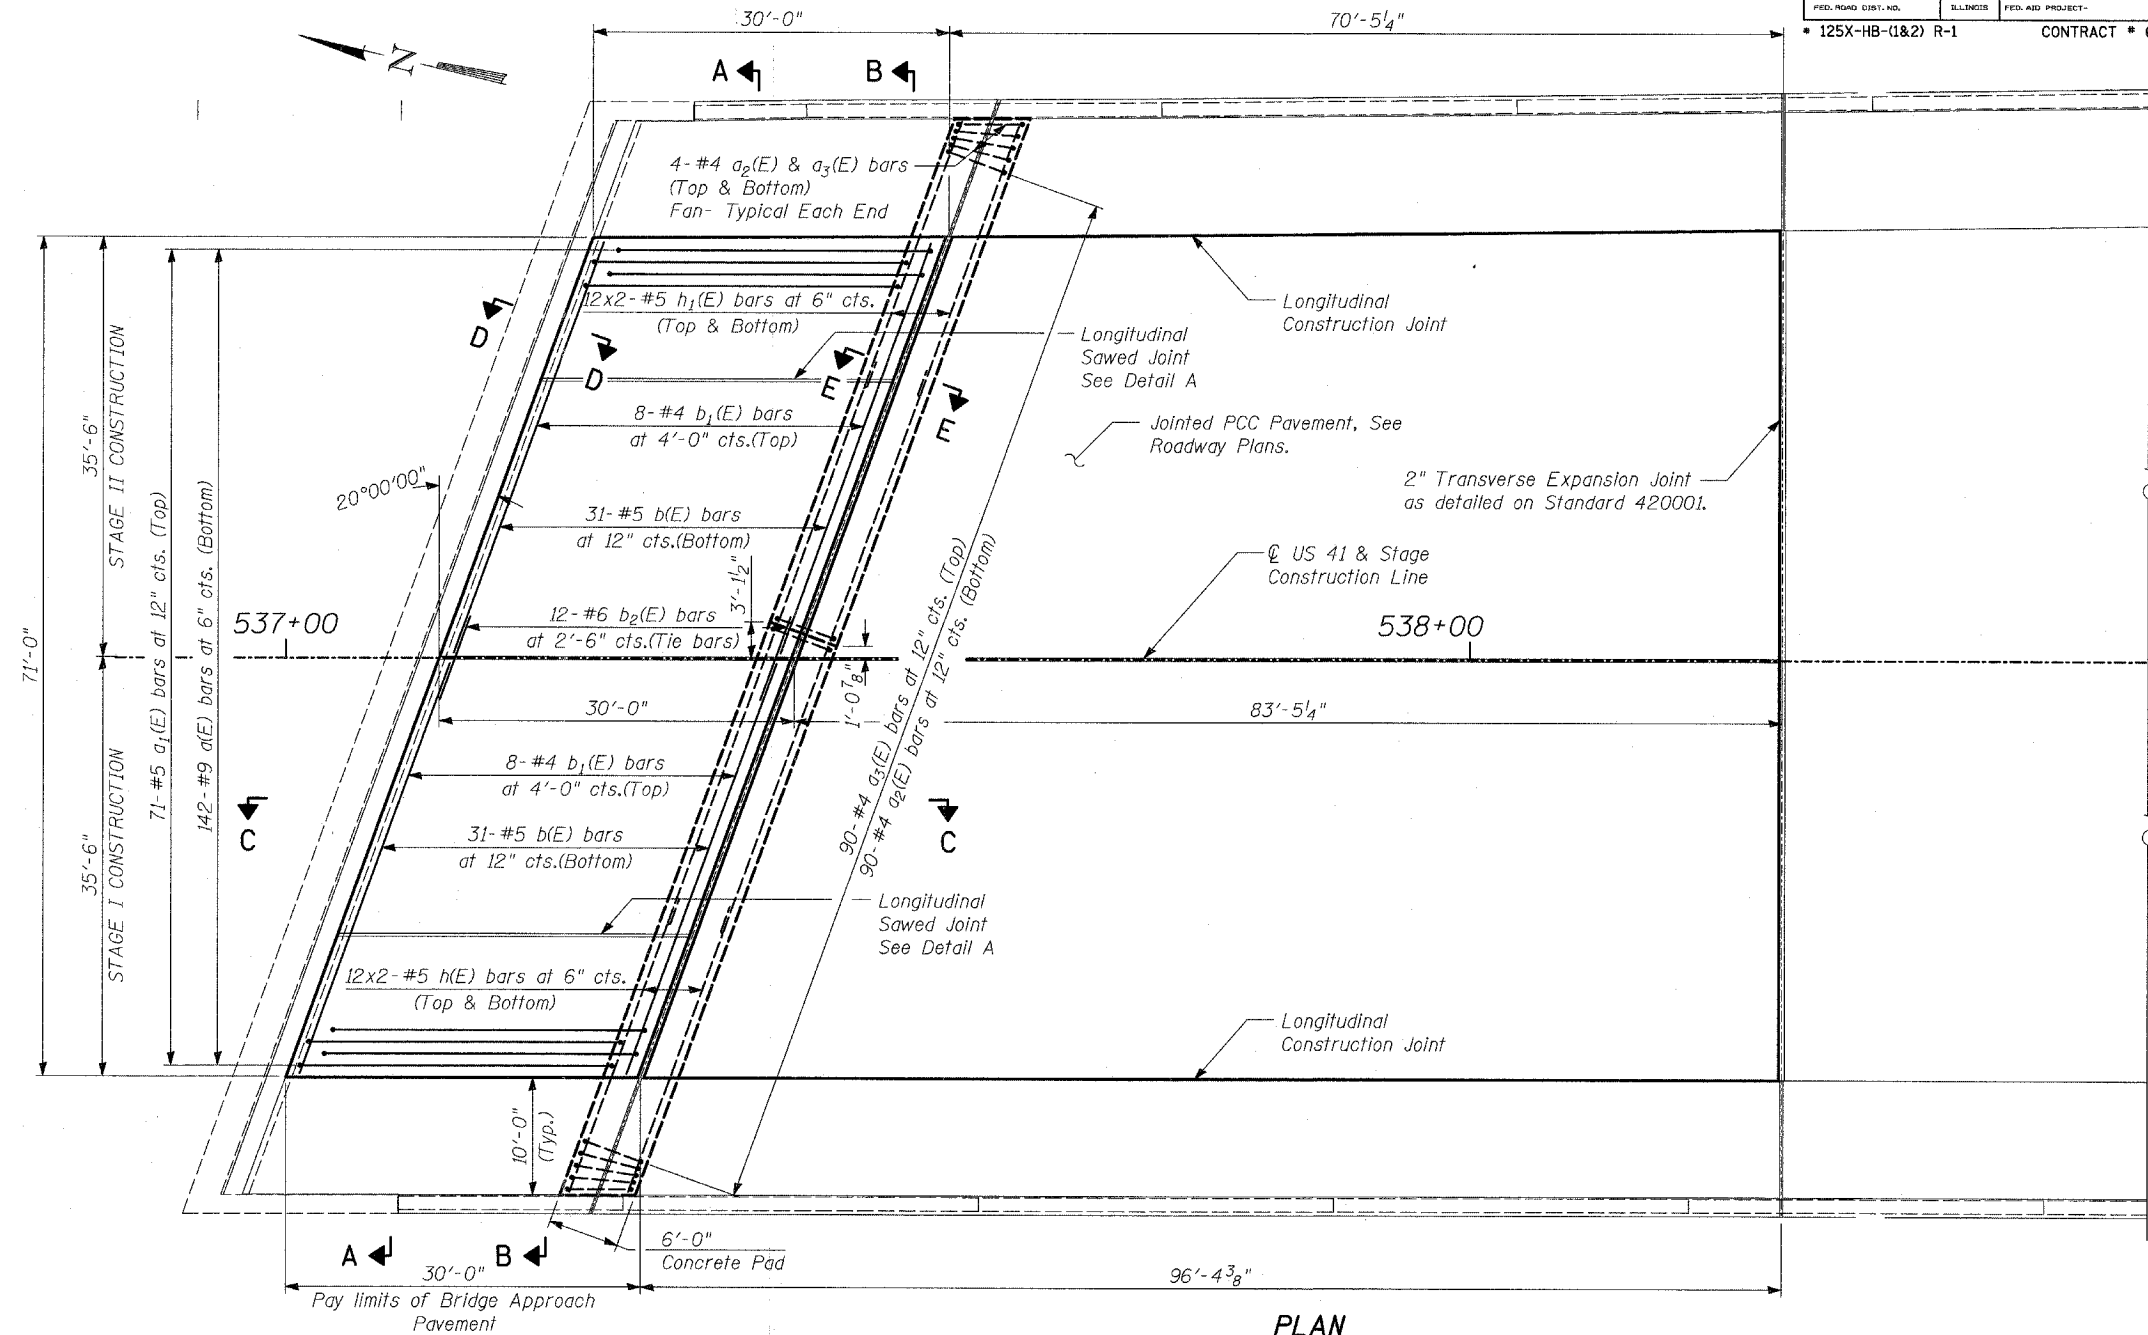 FED. ROAD DIST. NO.
ILLINOIS
FED. AID PROJECT-
* 125X-HB-(1&2) R-1
CONTRACT #
30'-0"
70'-5¼"
N
A
B
4-#4 a₂(E) & a₃(E) bars
(Top & Bottom)
Fan- Typical Each End
12x2-#5 h₁(E) bars at 6" cts.
(Top & Bottom)
Longitudinal
Construction Joint
Longitudinal
Sawed Joint
See Detail A
D
D
E
E
8-#4 b₁(E) bars
at 4'-0" cts.(Top)
Jointed PCC Pavement, See
Roadway Plans.
2" Transverse Expansion Joint
as detailed on Standard 420001.
20°00'00"
31-#5 b(E) bars
at 12" cts.(Bottom)
℄ US 41 & Stage
Construction Line
12-#6 b₂(E) bars
at 2'-6" cts.(Tie bars)
3'-1½"
1'-0⅞"
537+00
538+00
71'-0"
35'-6"
STAGE II CONSTRUCTION
35'-6"
STAGE I CONSTRUCTION
71-#5 a₁(E) bars at 12" cts. (Top)
142-#9 a(E) bars at 6" cts. (Bottom)
90-#4 a₃(E) bars at 12" cts. (Top)
90-#4 a₂(E) bars at 12" cts. (Bottom)
30'-0"
83'-5¼"
8-#4 b₁(E) bars
at 4'-0" cts.(Top)
C
C
31-#5 b(E) bars
at 12" cts.(Bottom)
Longitudinal
Sawed Joint
See Detail A
12x2-#5 h(E) bars at 6" cts.
(Top & Bottom)
Longitudinal
Construction Joint
10'-0"
(Typ.)
A
B
6'-0"
Concrete Pad
30'-0"
Pay limits of Bridge Approach
Pavement
96'-4⅜"
PLAN